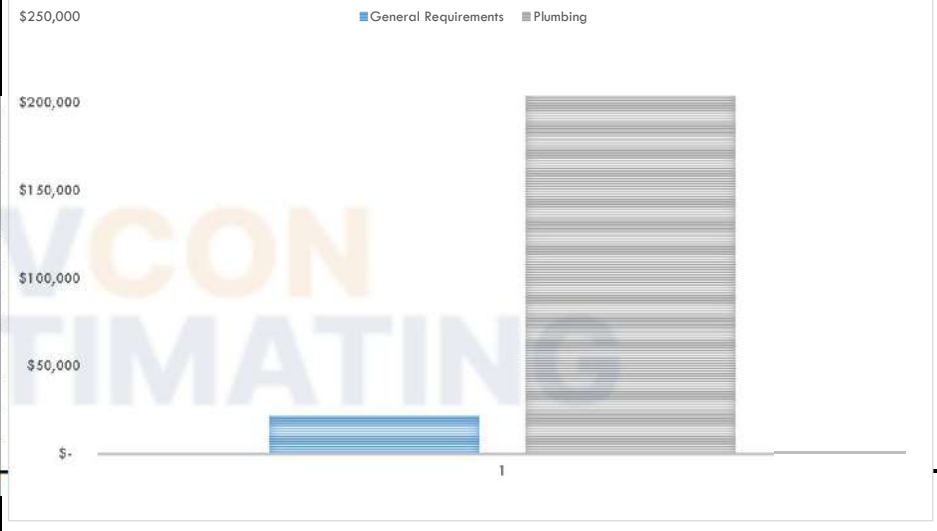 $250,000
General Requirements Plumbing
$200,000
$150,000
$100,000
$50,000
$-
1
VCON
TIMATING